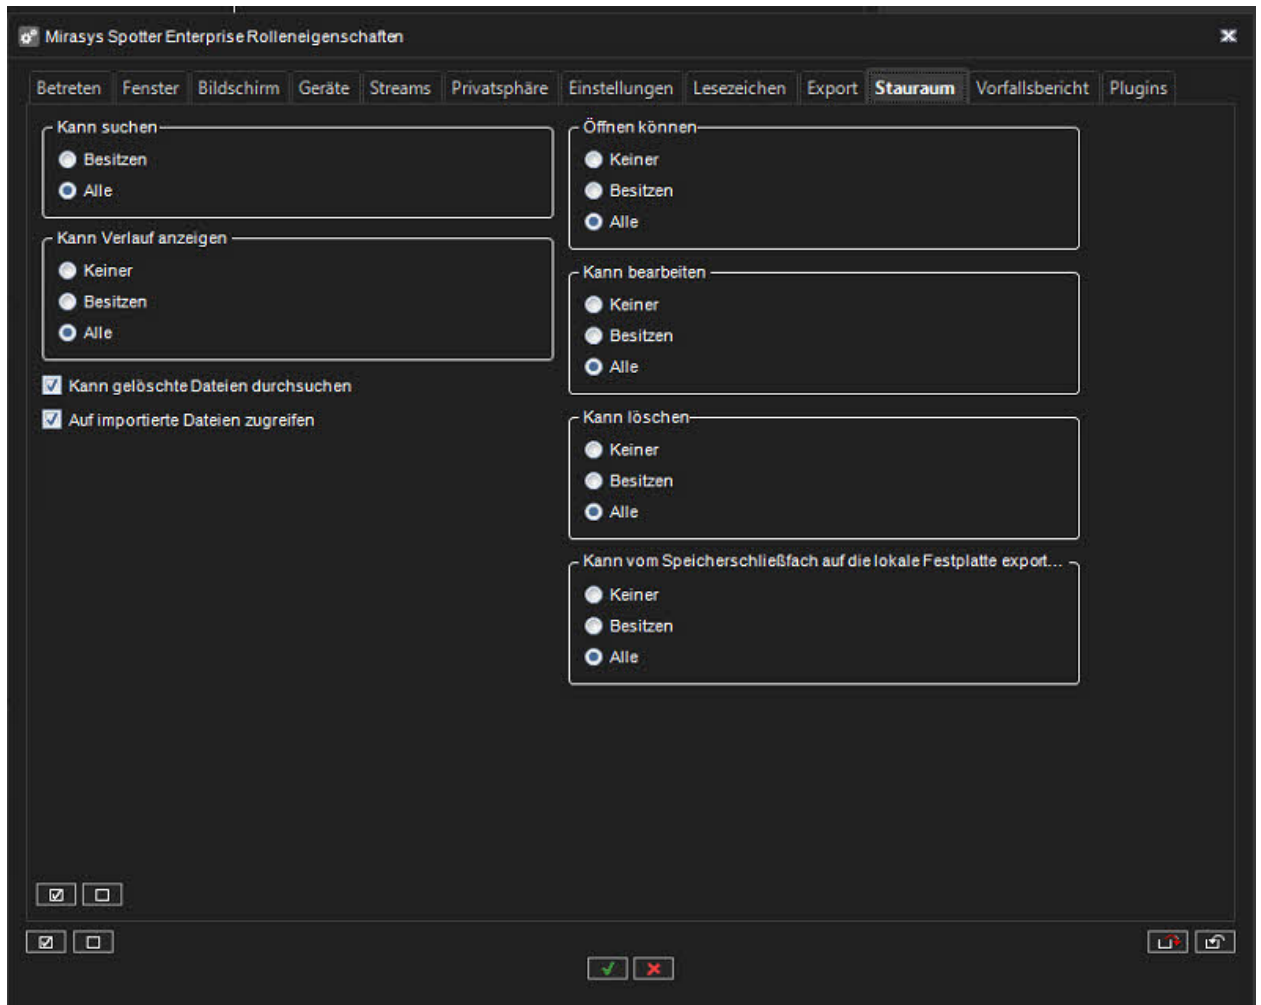 Mirasys Spotter Enterprise Rolleneigenschaften
Betreten Fenster Bildschirm Geräte Streams Privatsphäre Einstellungen Lesezeichen Export Stauraum Vorfallsbericht Plugins
Kann suchen
Besitzen
Alle
Kann Verlauf anzeigen
Keiner
Besitzen
Alle
Kann gelöschte Dateien durchsuchen
Auf importierte Dateien zugreifen
Öffnen können
Keiner
Besitzen
Alle
Kann bearbeiten
Keiner
Besitzen
Alle
Kann löschen
Keiner
Besitzen
Alle
Kann vom Speicherschließfach auf die lokale Festplatte export...
Keiner
Besitzen
Alle